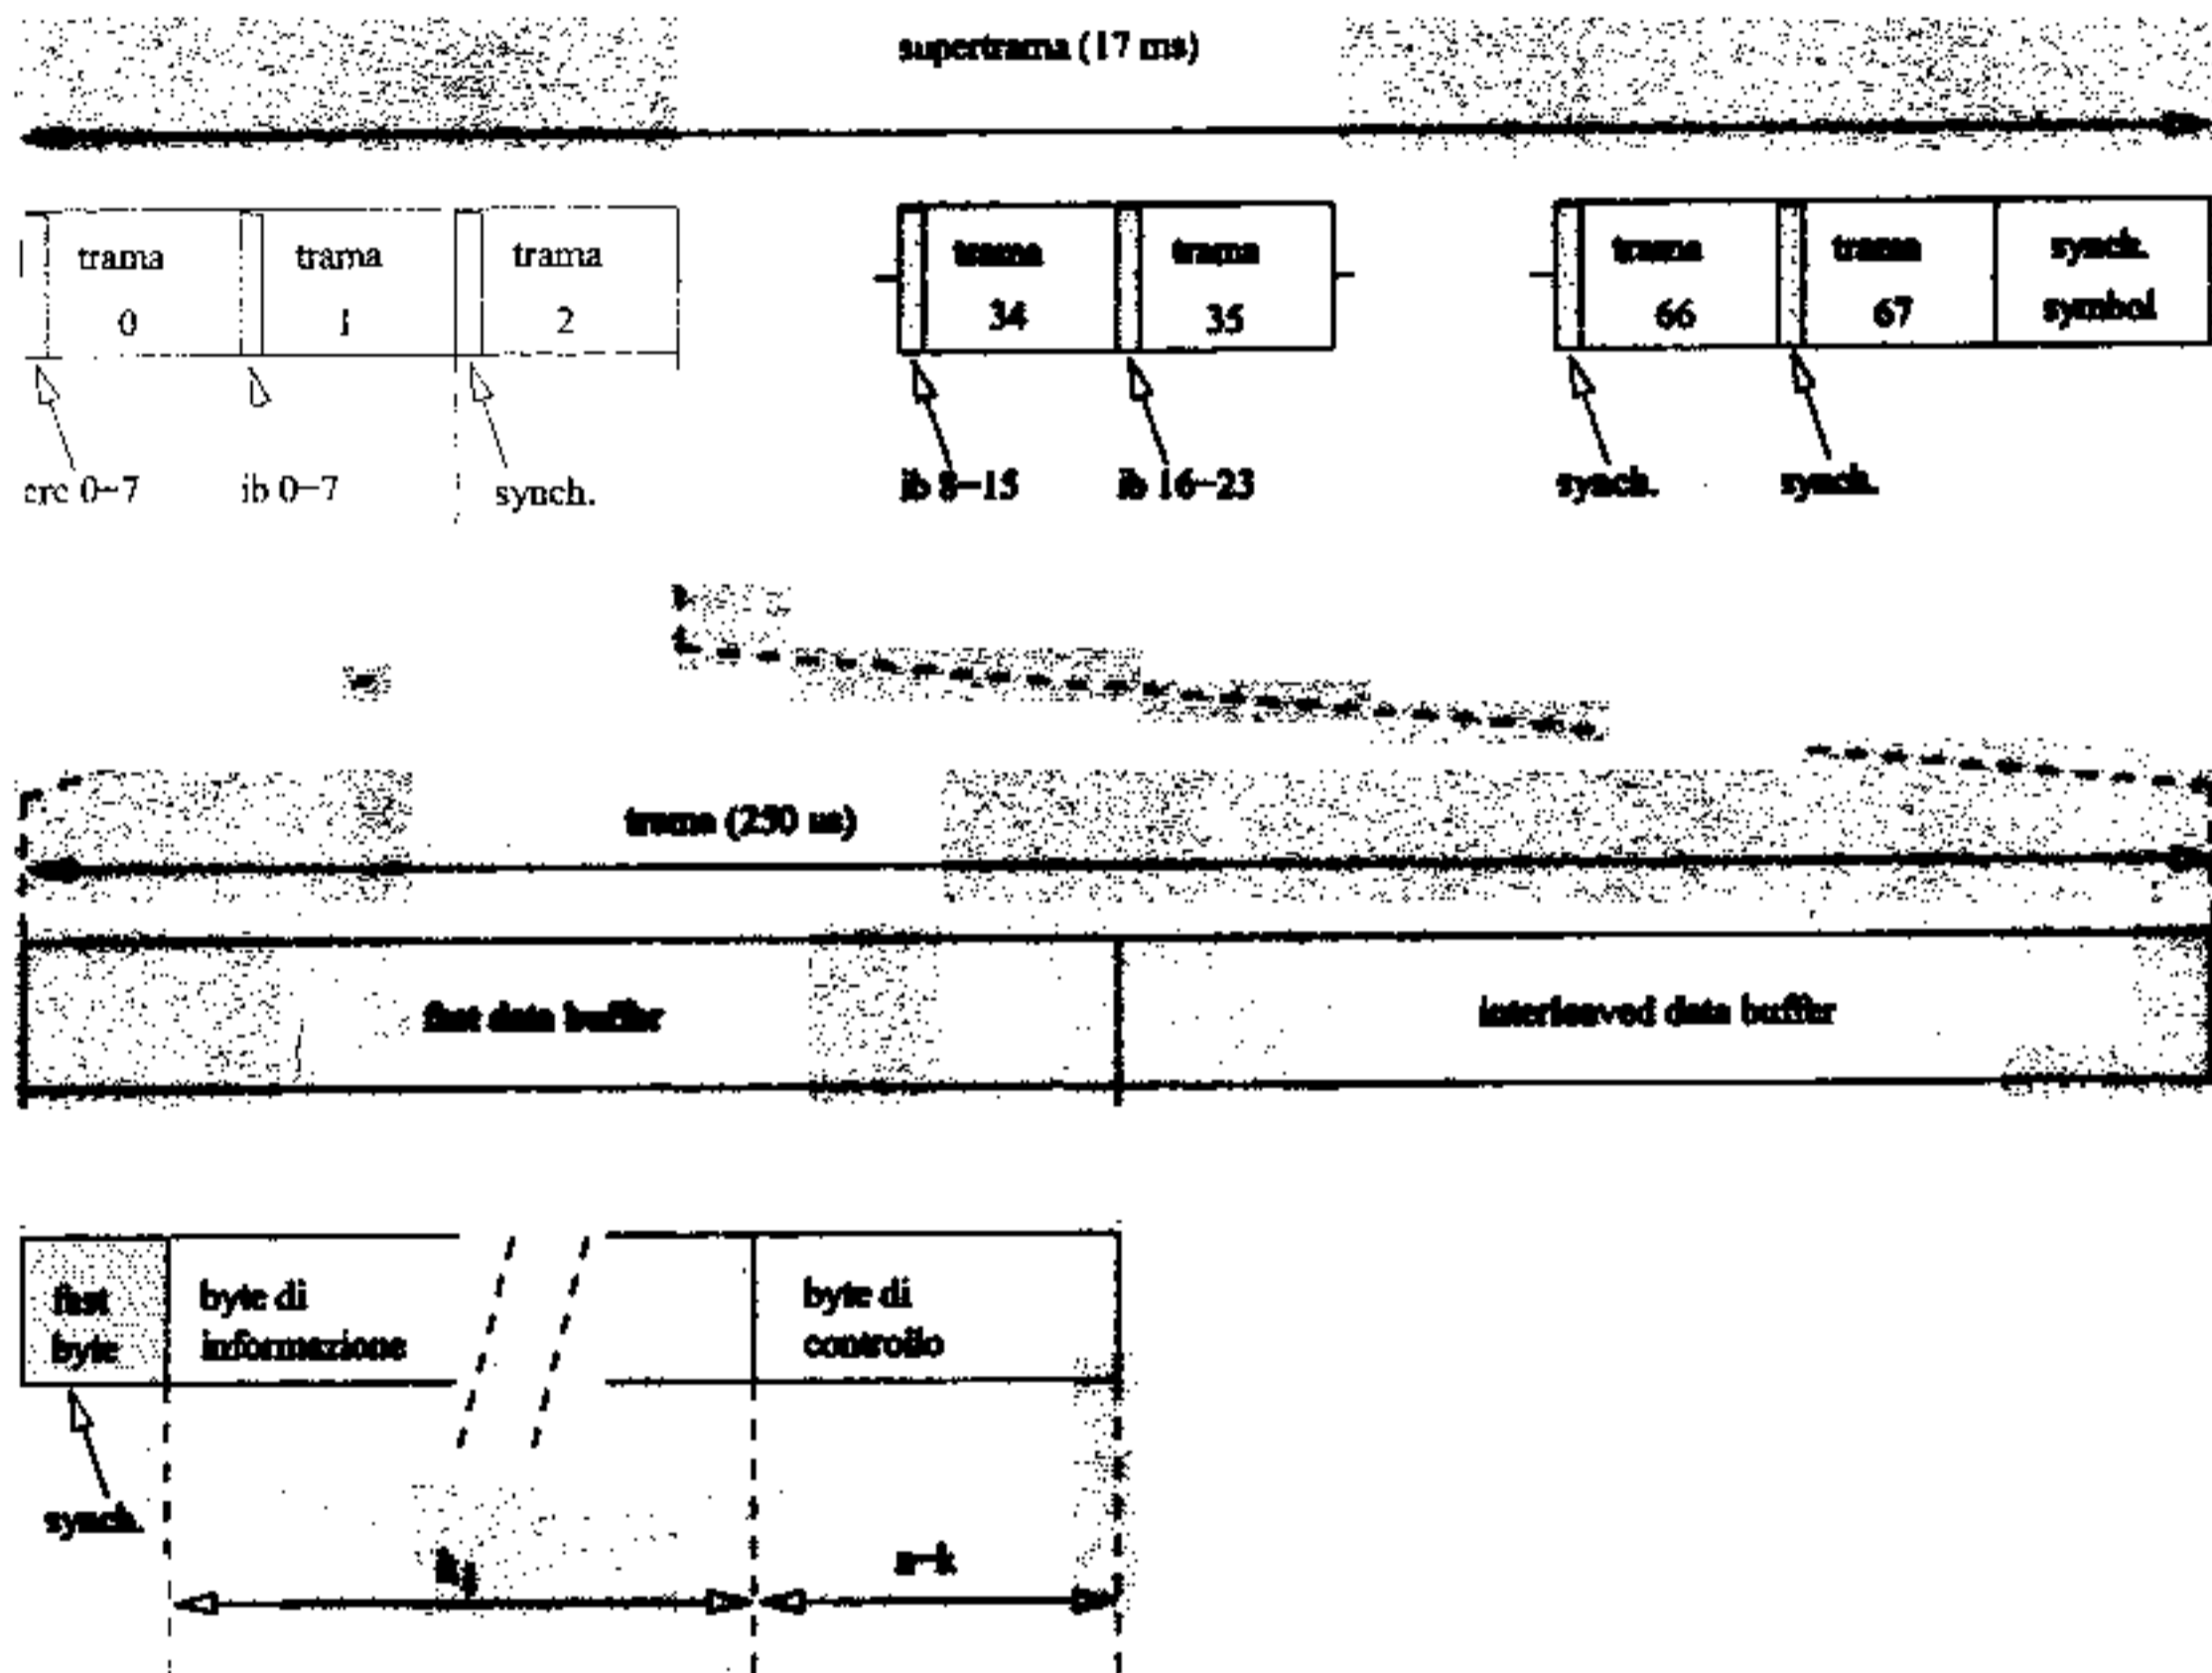 supertrama (17 ms)
trama
0
trama
1
trama
2
trama
34
trama
35
trama
66
trama
67
synch.
symbol
crc 0-7
ib 0-7
synch.
ib 8-15
ib 16-23
synch.
synch.
trama (250 us)
fast data buffer
interleaved data buffer
fast
byte
byte di
informazione
byte di
controllo
synch.
n-k